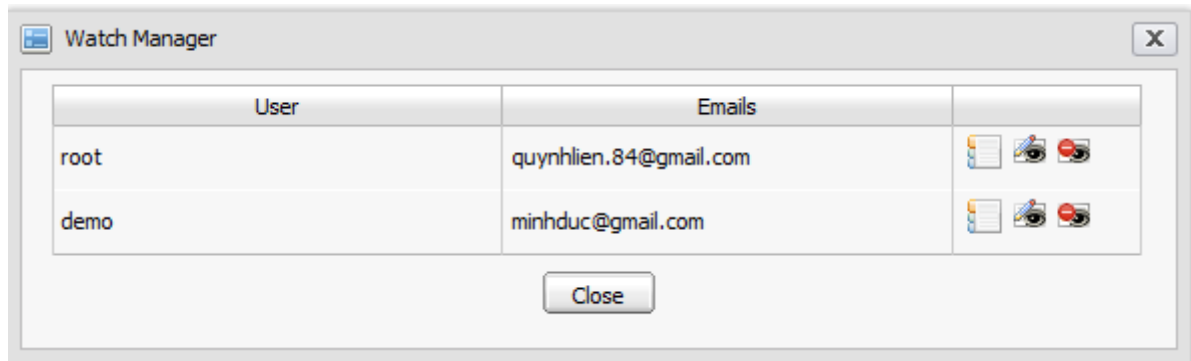 Watch Manager
User Emails
root quynhlien.84@gmail.com
demo minhduc@gmail.com
Close